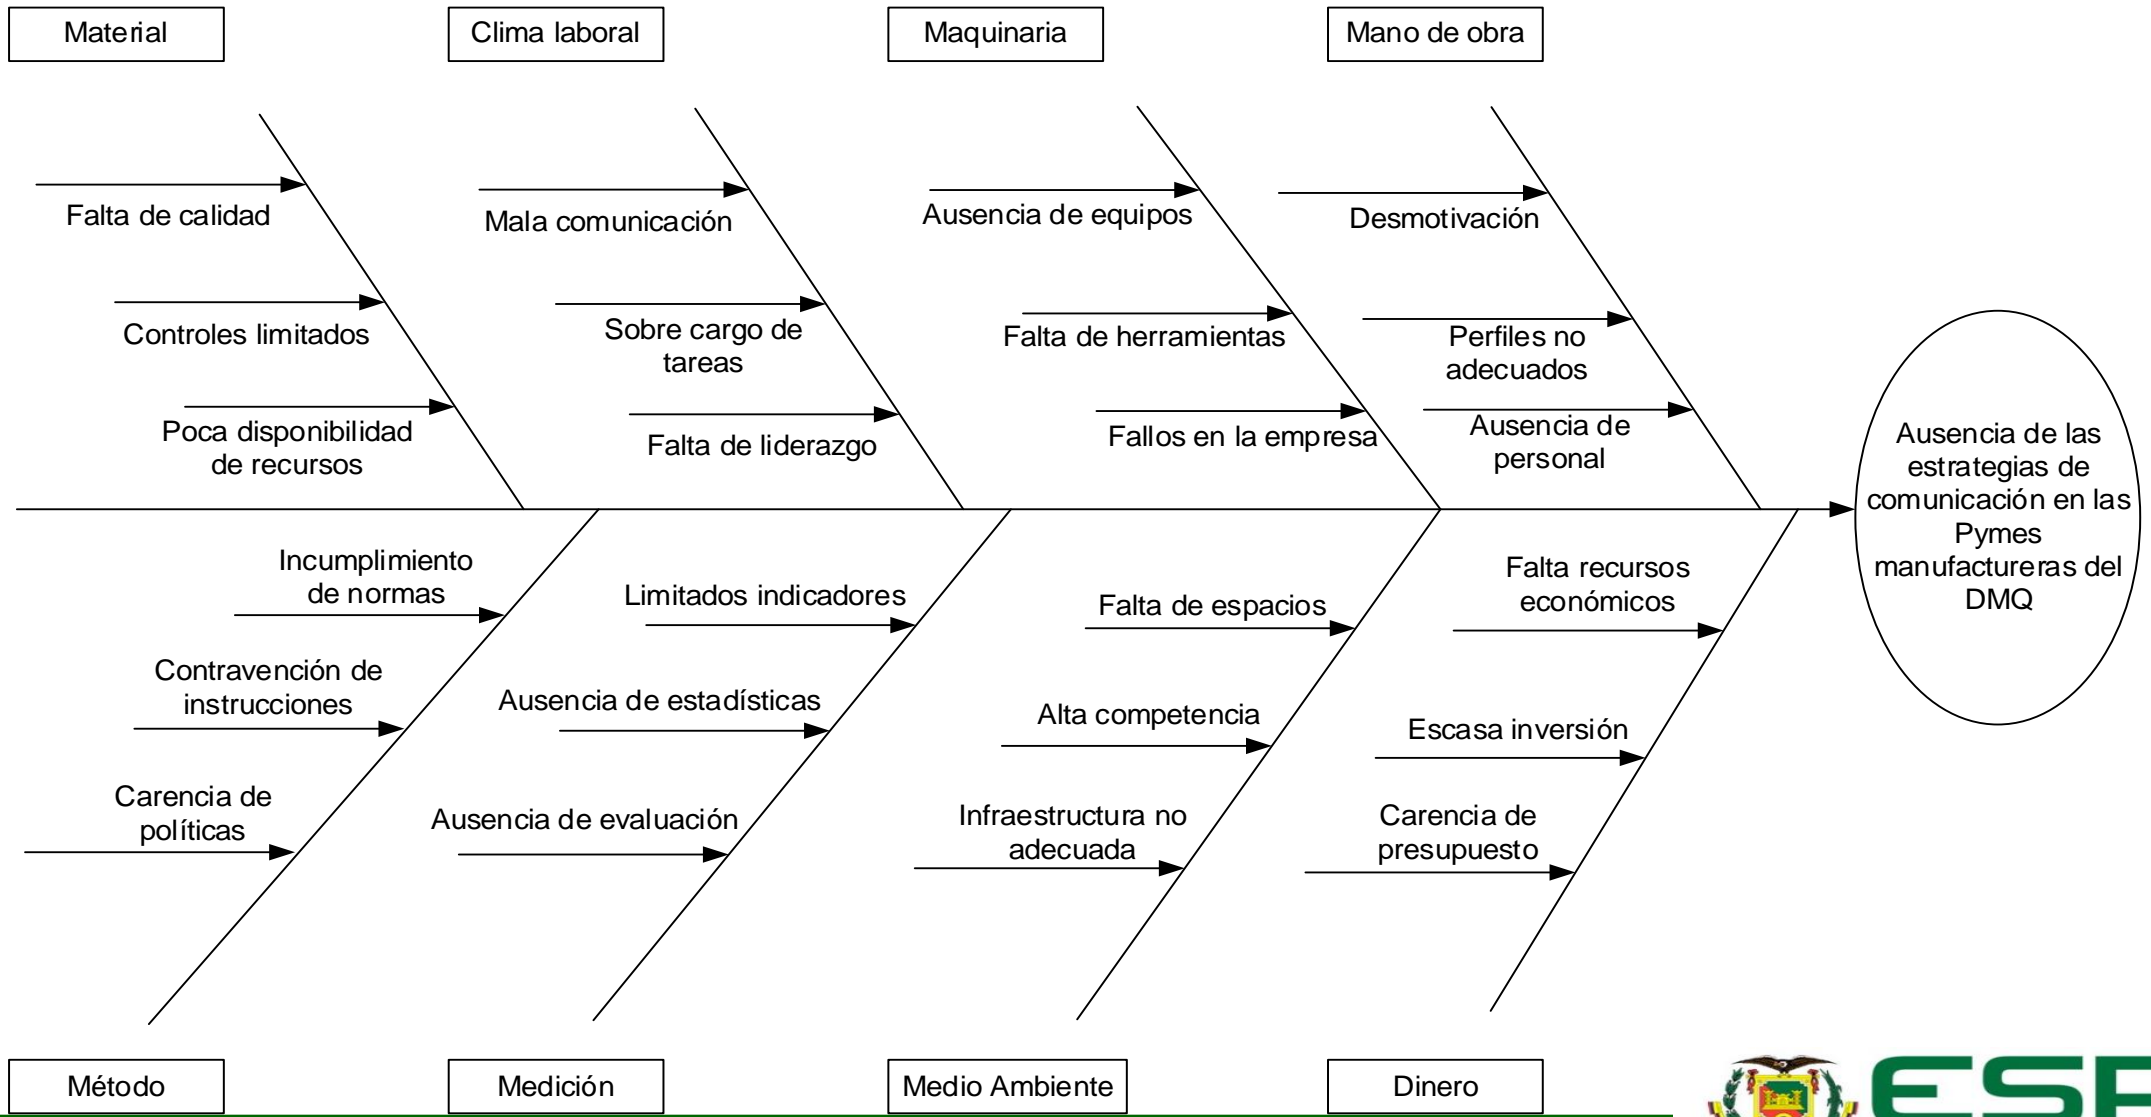 Material
Clima laboral
Maquinaria
Mano de obra
Falta de calidad
Mala comunicación
Ausencia de equipos
Desmotivación
Controles limitados
Sobre cargo de
tareas
Falta de herramientas
Perfiles no
adecuados
Poca disponibilidad
de recursos
Falta de liderazgo
Fallos en la empresa
Ausencia de
personal
Ausencia de las
estrategias de
comunicación en las
Pymes
manufactureras del
DMQ
Incumplimiento
de normas
Limitados indicadores
Falta de espacios
Falta recursos
económicos
Contravención de
instrucciones
Ausencia de estadísticas
Alta competencia
Escasa inversión
Carencia de
políticas
Ausencia de evaluación
Infraestructura no
adecuada
Carencia de
presupuesto
Método
Medición
Medio Ambiente
Dinero